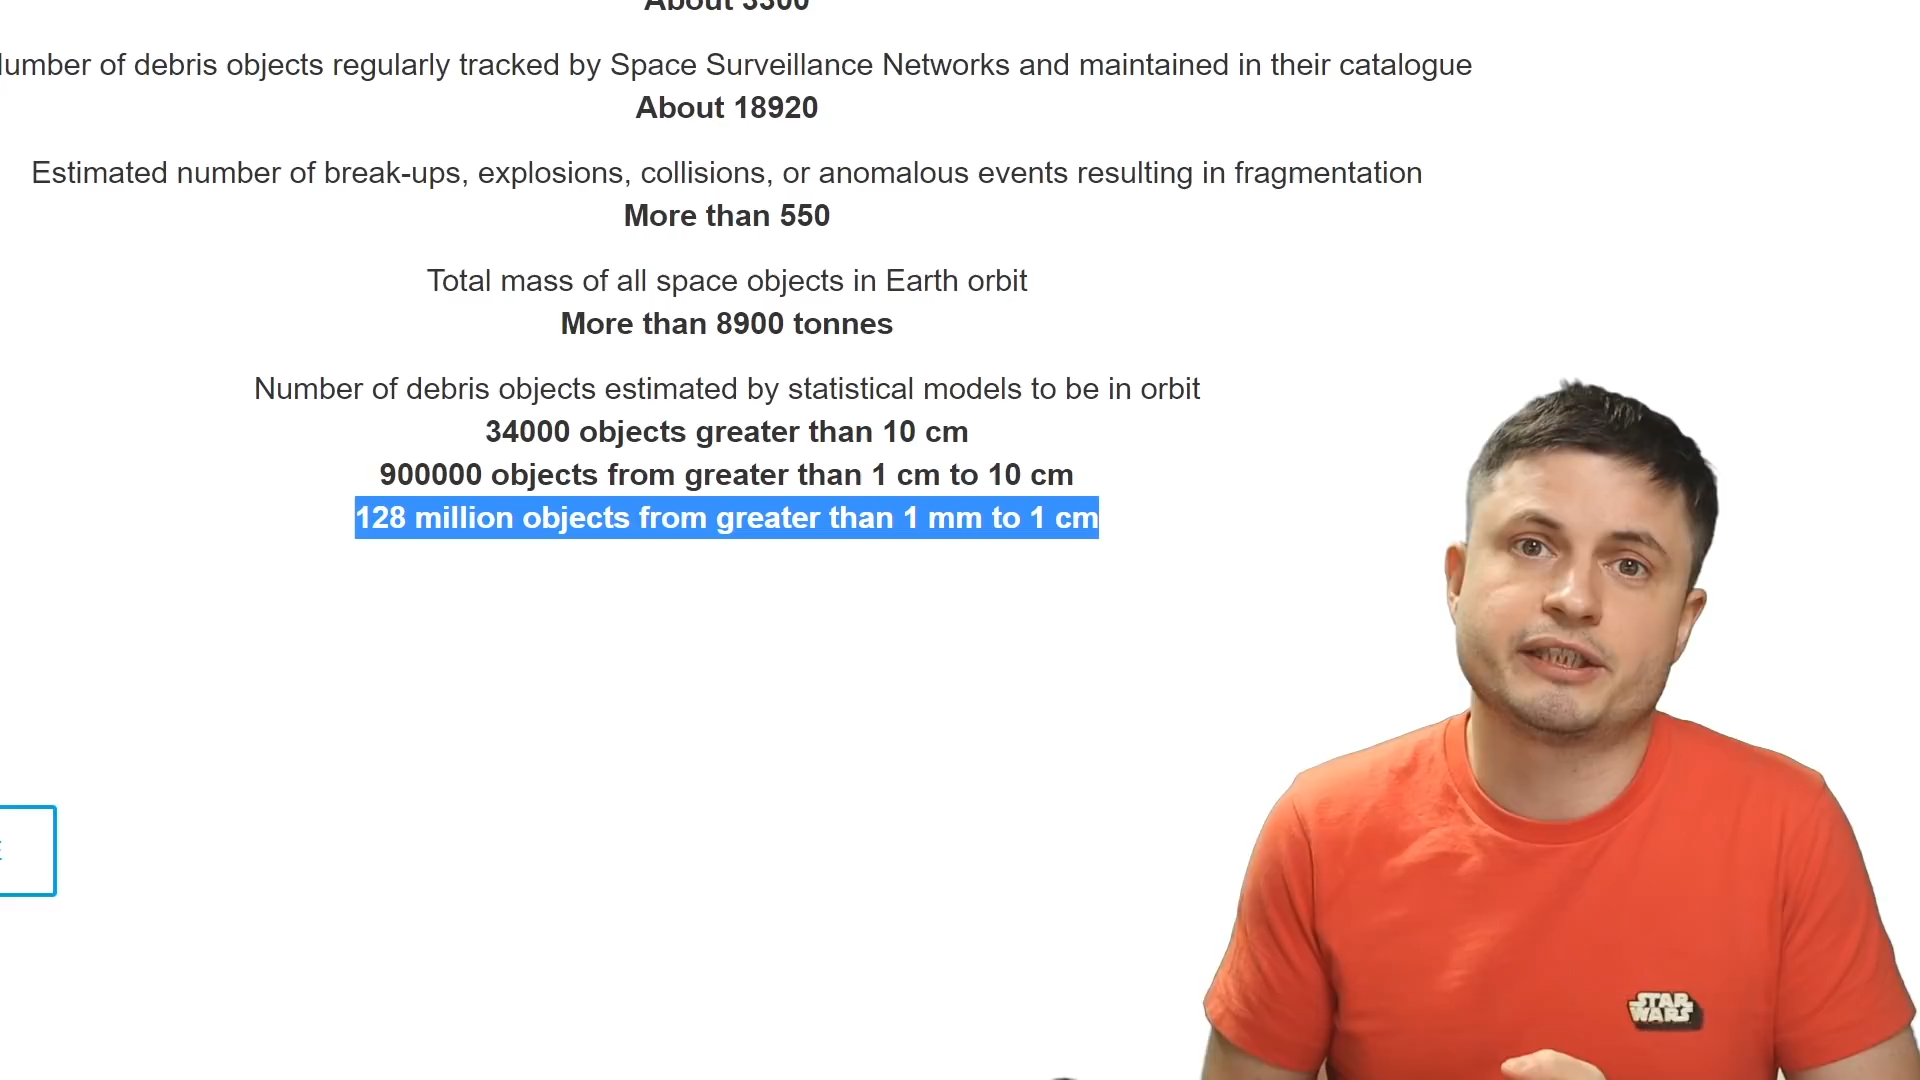 About 3300
umber of debris objects regularly tracked by Space Surveillance Networks and maintained in their catalogue
About 18920
Estimated number of break-ups, explosions, collisions, or anomalous events resulting in fragmentation
More than 550
Total mass of all space objects in Earth orbit
More than 8900 tonnes
Number of debris objects estimated by statistical models to be in orbit
34000 objects greater than 10 cm
900000 objects from greater than 1 cm to 10 cm
128 million objects from greater than 1 mm to 1 cm
STAR
WARS